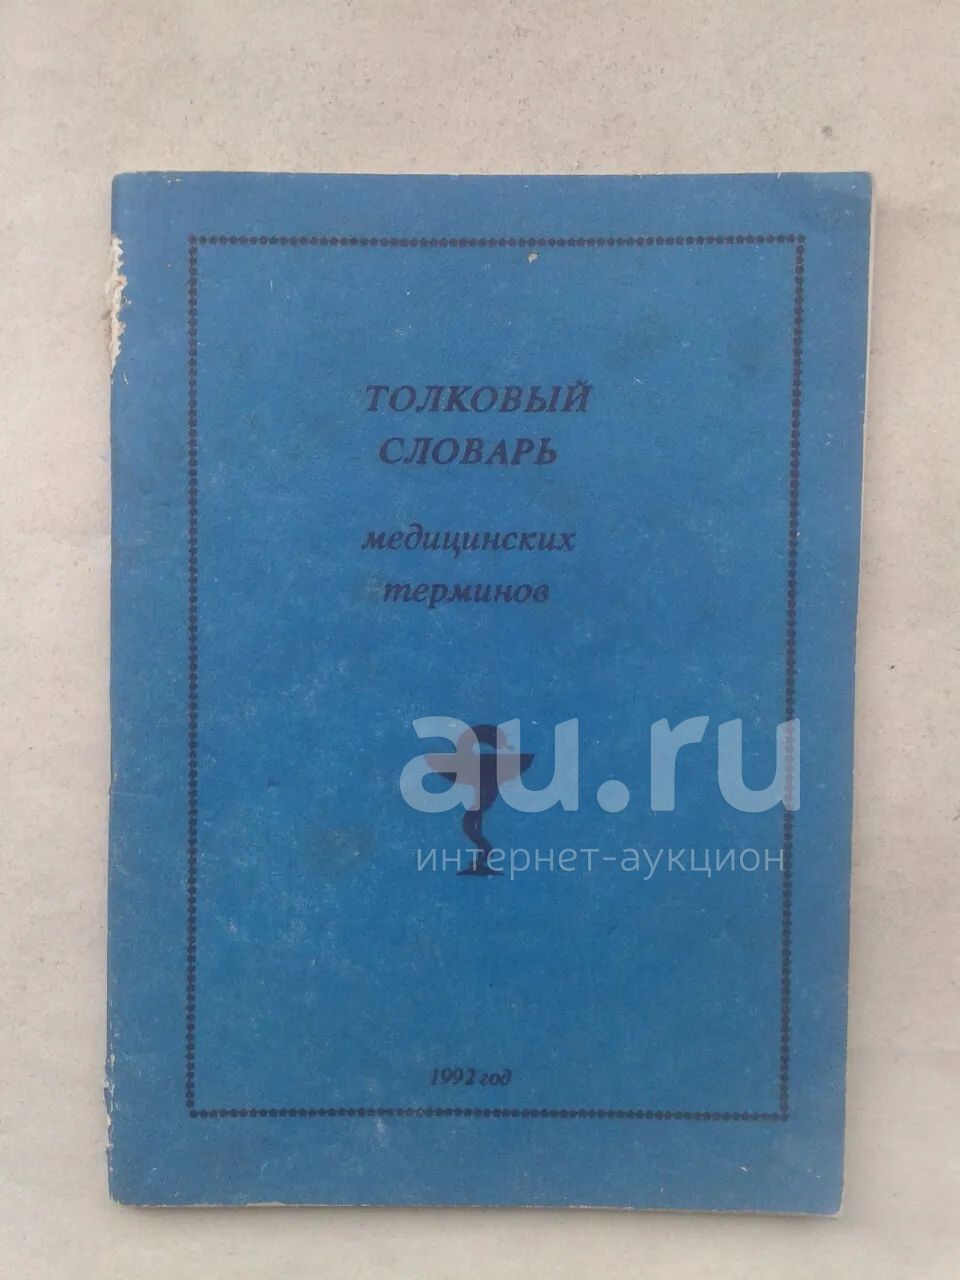 ТОЛКОВЫЙ
СЛОВАРЬ
медицинских
терминов
au.ru
интернет-аукцион
1992 год